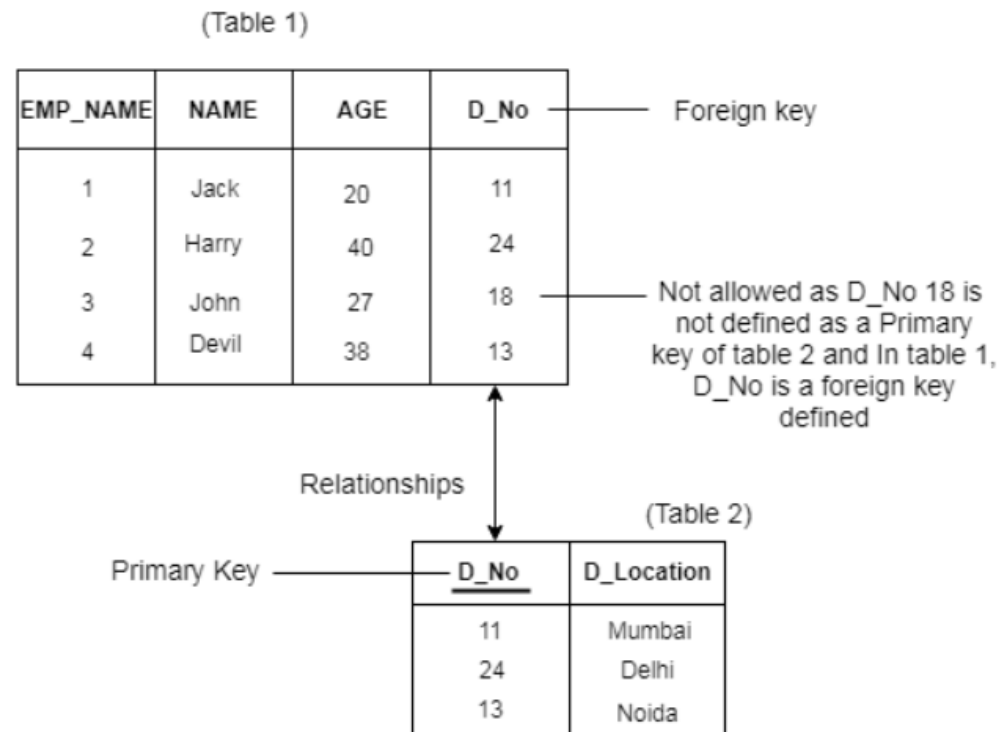 (Table 1)
EMP_NAME NAME AGE D_No Foreign key
1 Jack 20 11
2 Harry 40 24
3 John 27 18
4 Devil 38 13
Not allowed as D_No 18 is
not defined as a Primary
key of table 2 and In table 1,
D_No is a foreign key
defined
Relationships
(Table 2)
Primary Key D_No D_Location
11 Mumbai
24 Delhi
13 Noida